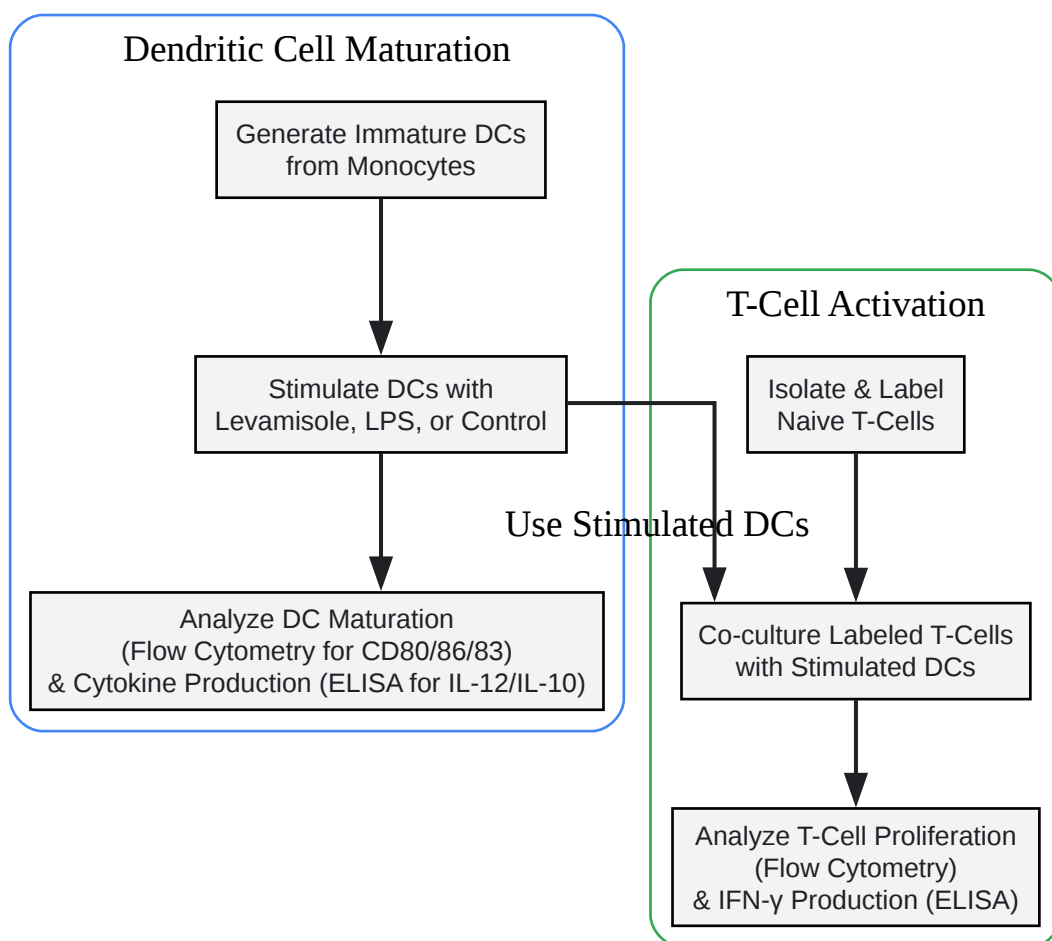 Dendritic Cell Maturation
Generate Immature DCs
from Monocytes
Stimulate DCs with
Levamisole, LPS, or Control
Use Stimulated DCs
Analyze DC Maturation
(Flow Cytometry for CD80/86/83)
& Cytokine Production (ELISA for IL-12/IL-10)
T-Cell Activation
Isolate & Label
Naive T-Cells
Co-culture Labeled T-Cells
with Stimulated DCs
Analyze T-Cell Proliferation
(Flow Cytometry)
& IFN-γ Production (ELISA)